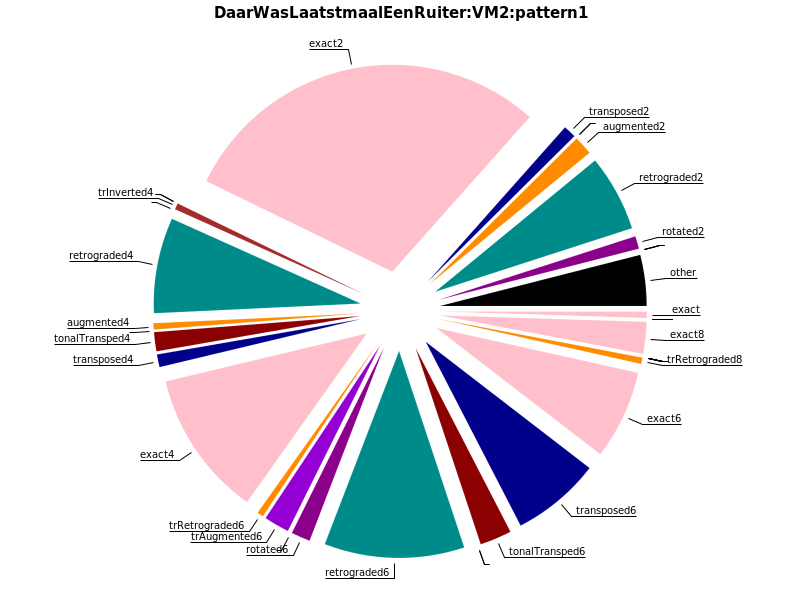 DaarWasLaatstmaalEenRuiter:VM2:pattern1
exact2
transposed2
augmented2
retrograded2
rotated2
other
exact
exact8
trRetrograded8
exact6
transposed6
tonalTransped6
retrograded6
rotated6
trAugmented6
trRetrograded6
exact4
transposed4
tonalTransped4
augmented4
retrograded4
trInverted4